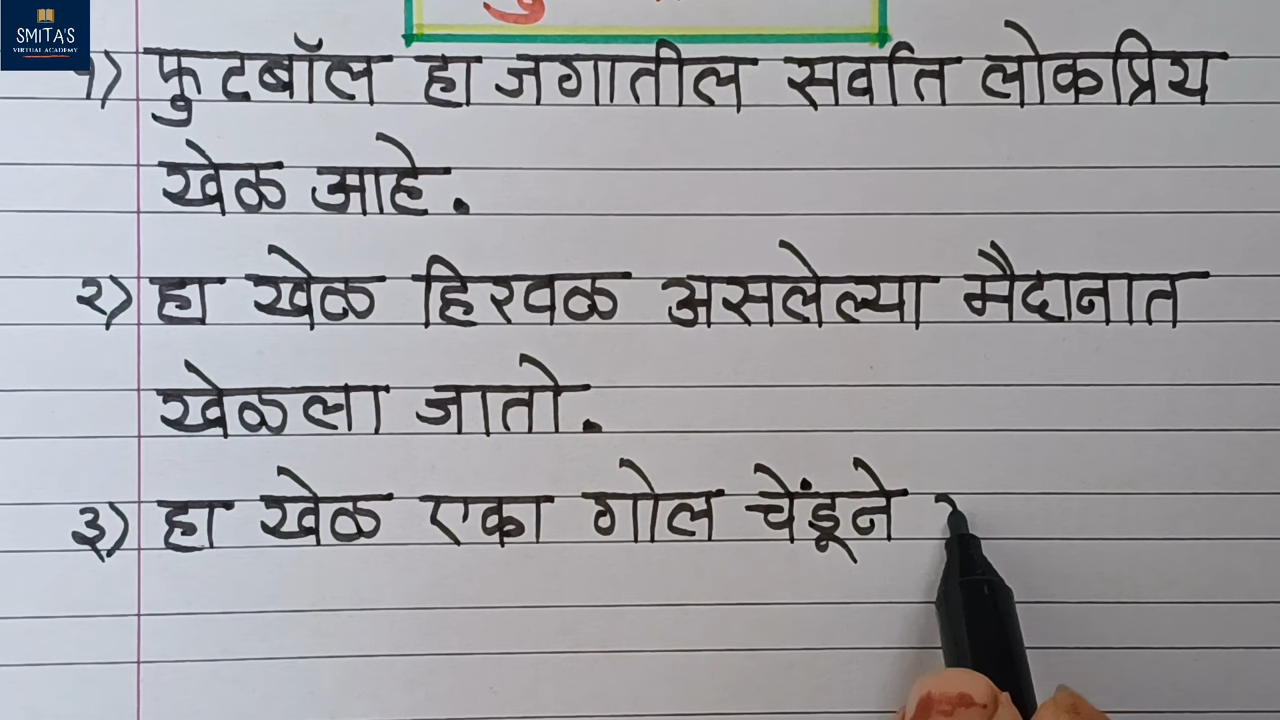 SMITA'S
VIRTUAL ACADEMY
१) फुटबॉल हा जगातील सर्वात लोकप्रिय
खेळ आहे.
२) हा खेळ हिरवळ असलेल्या मैदानात
खेळला जातो.
३) हा खेळ एका गोल चेंडूने